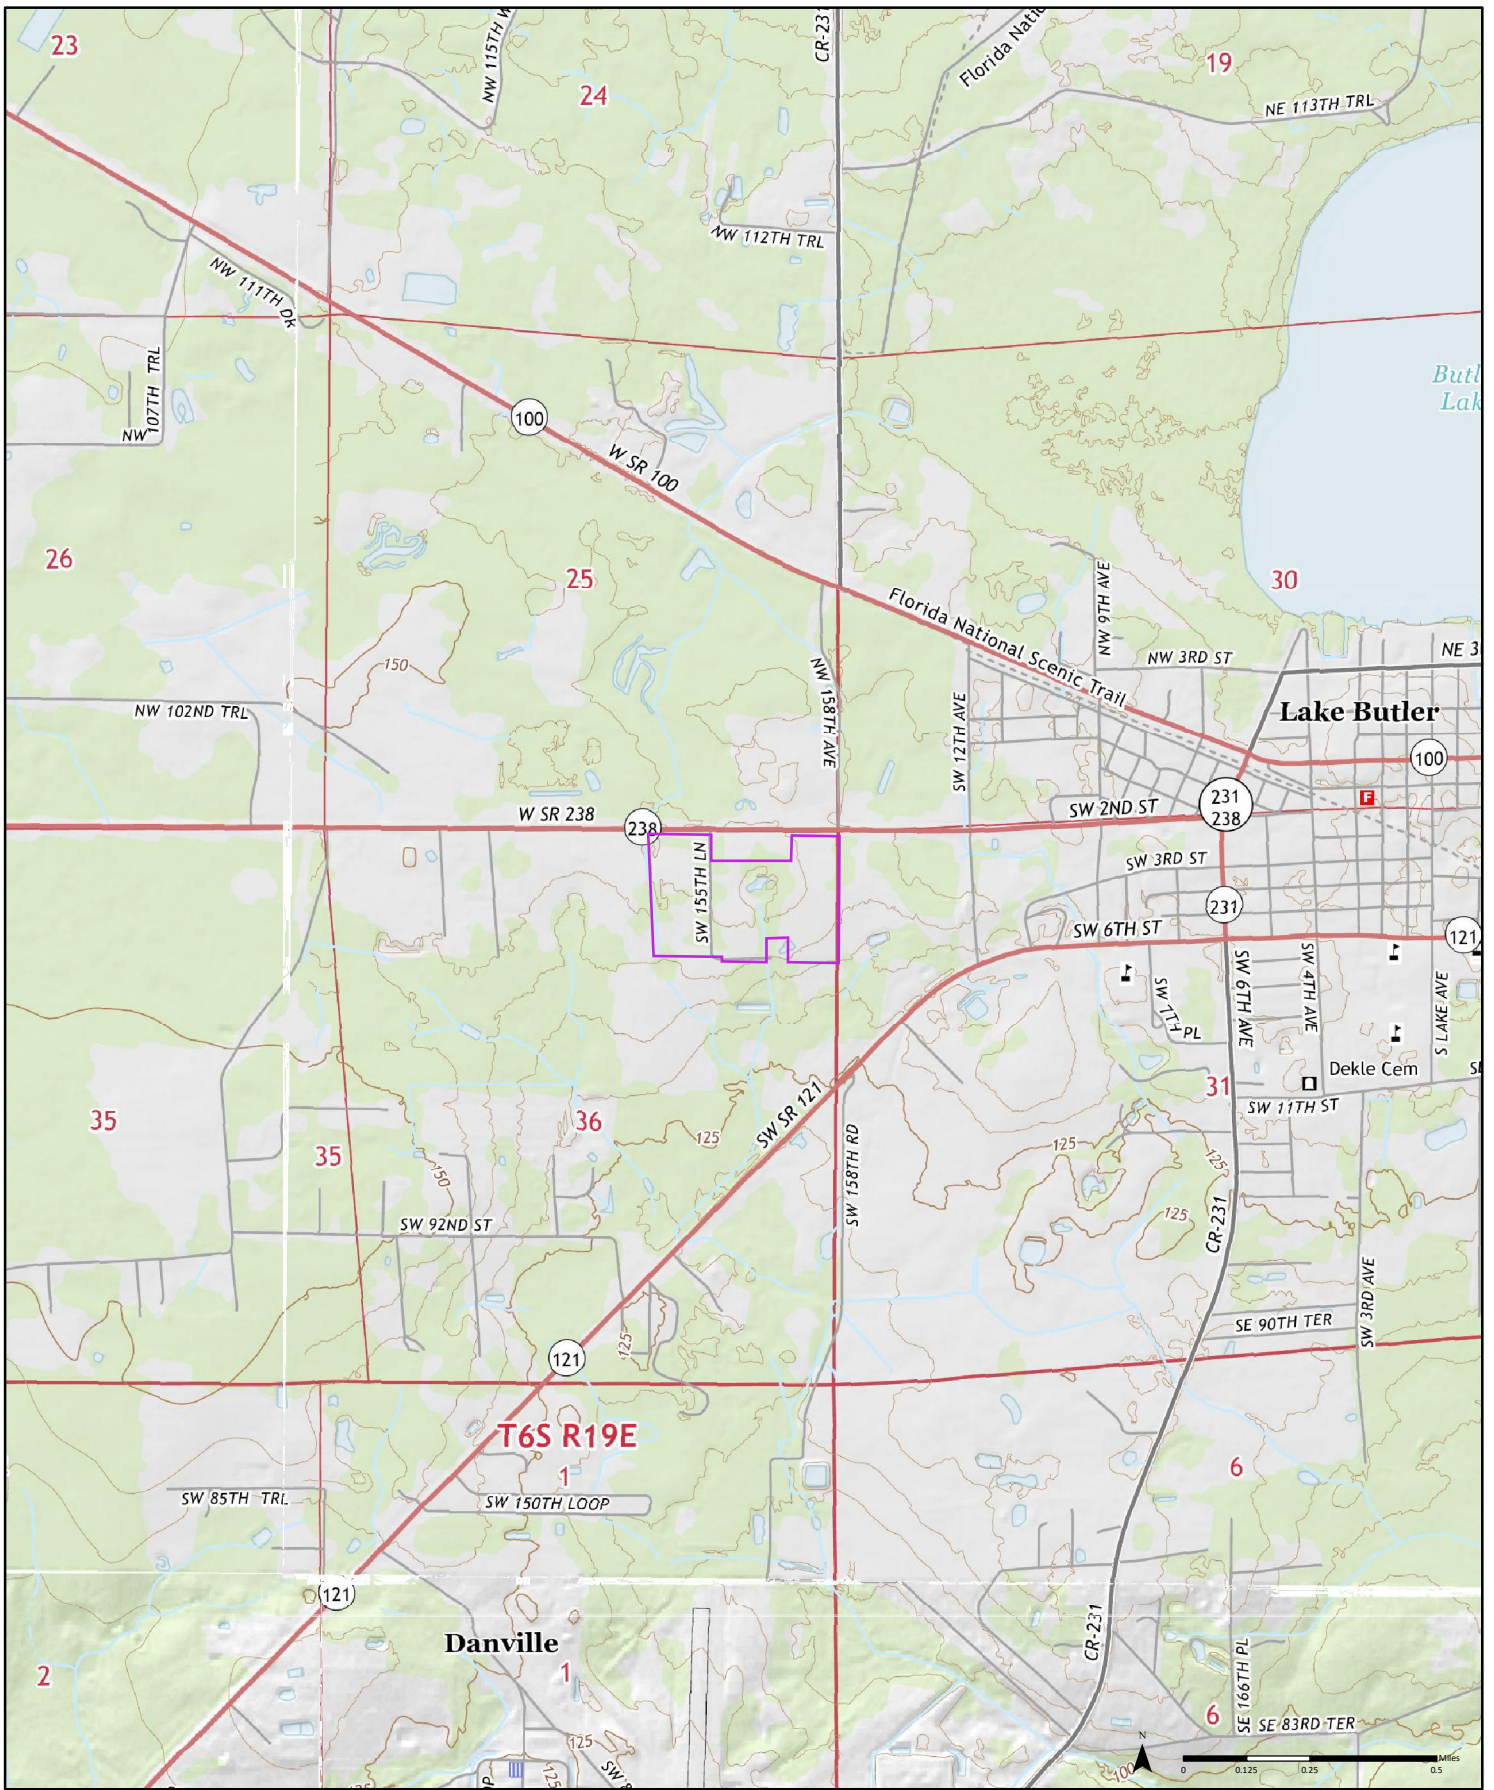 23
NW 115TH W
CR-231
Florida Natio
19
24
NE 113TH TRL
NW 112TH TRL
NW 111TH DR
NW 107TH TRL
Butl
Lak
100
W SR 100
26
25
30
Florida National Scenic Trail
NW 9TH AVE
NW 3RD ST
NE 3
150
NW 158TH AVE
NW 102ND TRL
SW 12TH AVE
Lake Butler
100
W SR 238
238
SW 2ND ST
231
238
F
SW 155TH LN
SW 3RD ST
231
SW 6TH ST
121
SW 7TH PL
SW 6TH AVE
SW 4TH AVE
S LAKE AVE
Dekle Cem
31
SW 11TH ST
35
36
SW SR 121
125
125
125
35
150
SW 158TH RD
SW 92ND ST
125
CR-231
SW 3RD AVE
SE 90TH TER
125
121
T6S R19E
1
6
SW 85TH TRL
SW 150TH LOOP
121
Danville
CR-231
2
1
SE 166TH PL
6
SE 83RD TER
125
125
SW 8
OP
100
N
0
0.125
0.25
0.5
Miles